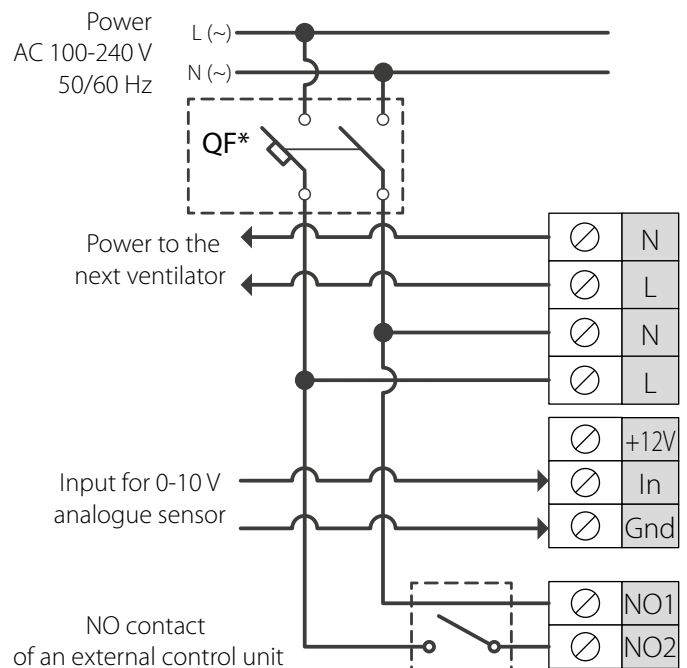 Power
AC 100-240 V
50/60 Hz
L (~)
N (~)
QF*
Power to the
next ventilator
N
L
N
L
+12V
Input for 0-10 V
analogue sensor
In
Gnd
NO contact
of an external control unit
NO1
NO2